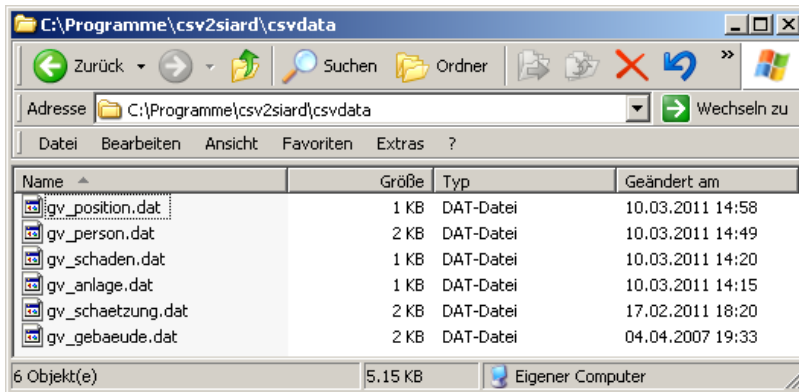 C:\Programme\csv2siard\csvdata
Zurück Suchen Ordner »
Adresse C:\Programme\csv2siard\csvdata Wechseln zu
Datei Bearbeiten Ansicht Favoriten Extras ?
Name Größe Typ Geändert am
gv_position.dat 1 KB DAT-Datei 10.03.2011 14:58
gv_person.dat 2 KB DAT-Datei 10.03.2011 14:49
gv_schaden.dat 1 KB DAT-Datei 10.03.2011 14:20
gv_anlage.dat 1 KB DAT-Datei 10.03.2011 14:15
gv_schaetzung.dat 2 KB DAT-Datei 17.02.2011 18:20
gv_gebaeude.dat 2 KB DAT-Datei 04.04.2007 19:33
6 Objekt(e) 5.15 KB Eigener Computer